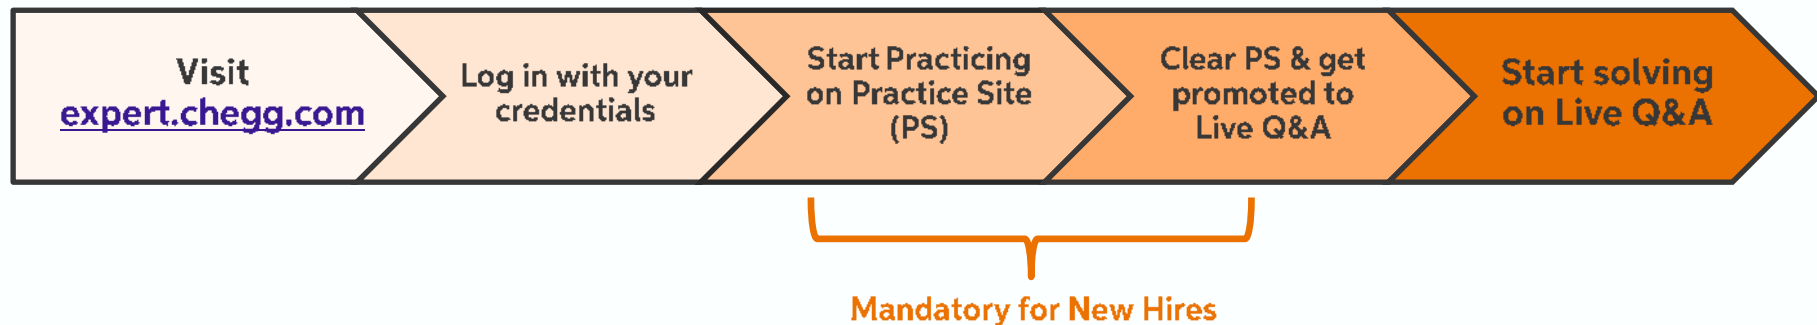 Visit
expert.chegg.com
Log in with your
credentials
Start Practicing
on Practice Site
(PS)
Clear PS & get
promoted to
Live Q&A
Start solving
on Live Q&A
Mandatory for New Hires